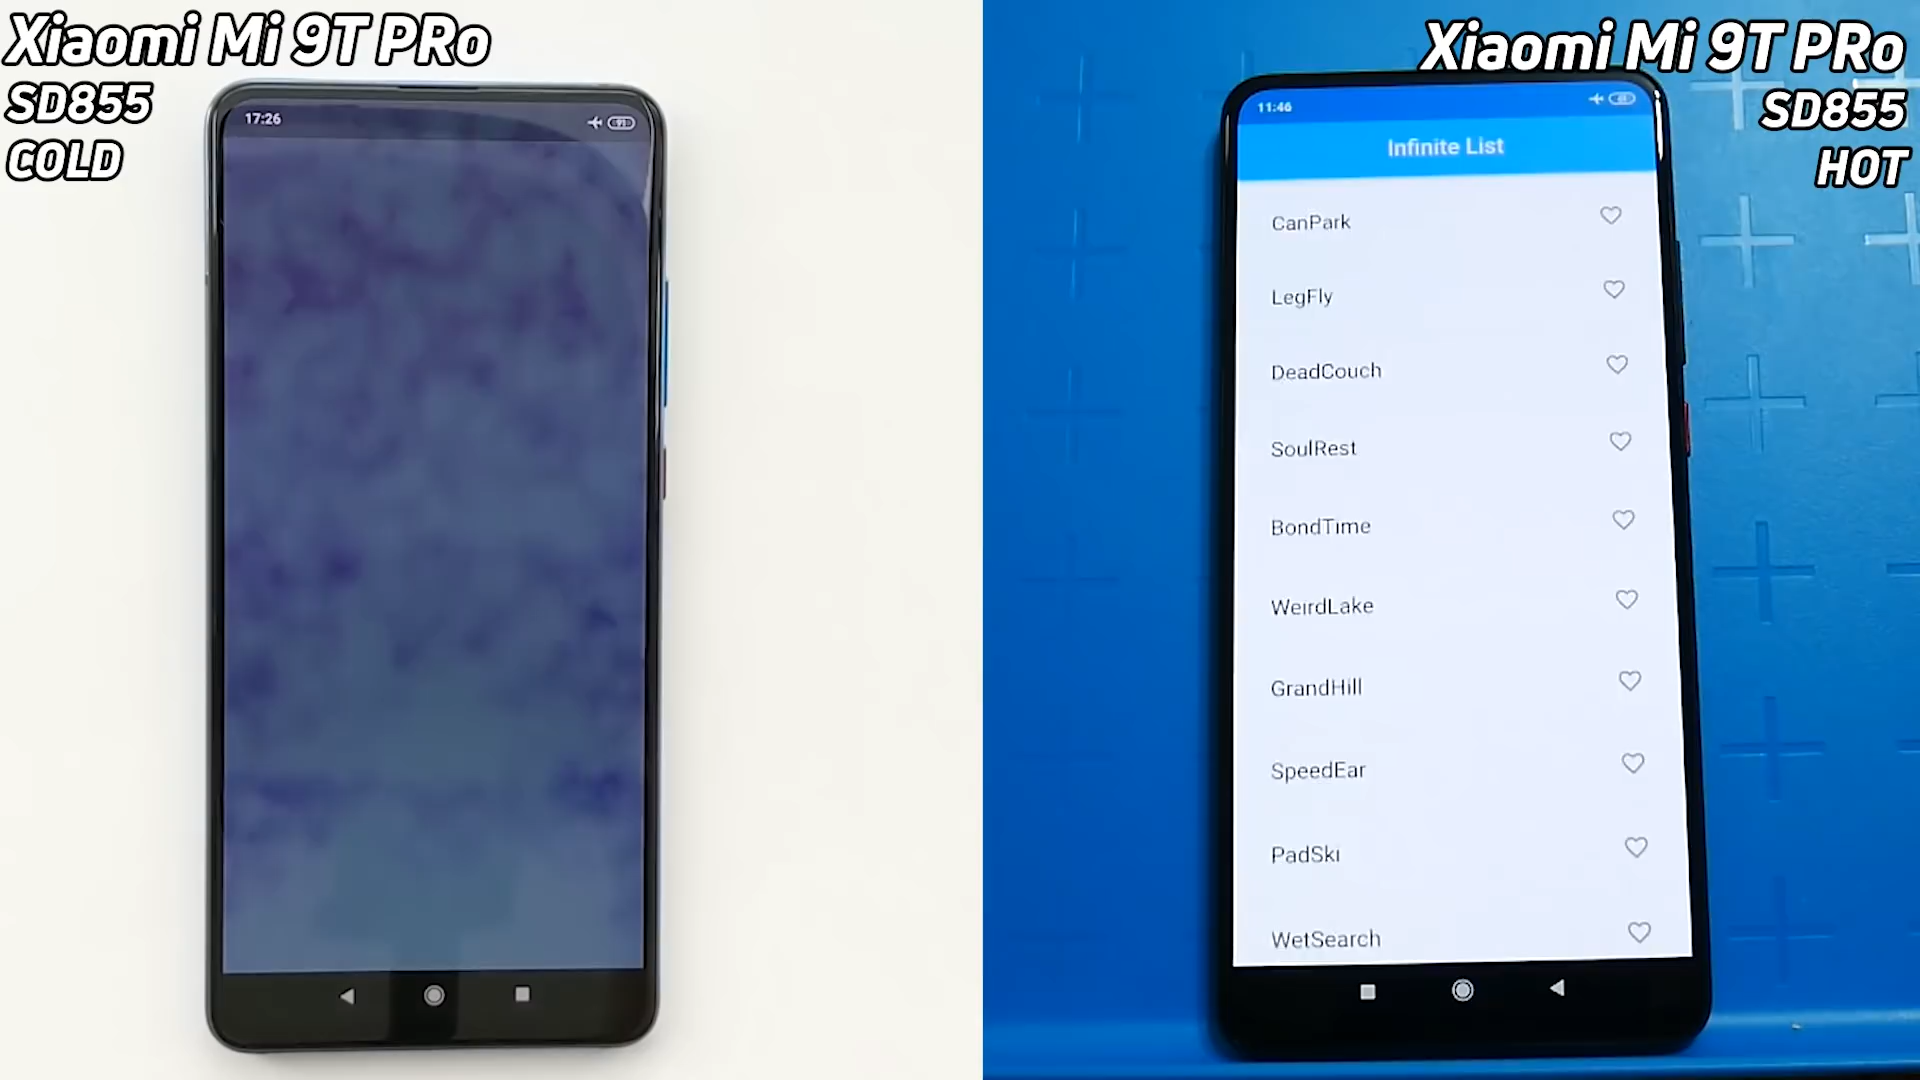 Xiaomi Mi 9T PRo
SD855
COLD
17:26
91
Xiaomi Mi 9T PRo
SD855
HOT
11:46
Infinite List
CanPark
LegFly
DeadCouch
SoulRest
BondTime
WeirdLake
GrandHill
SpeedEar
PadSki
WetSearch